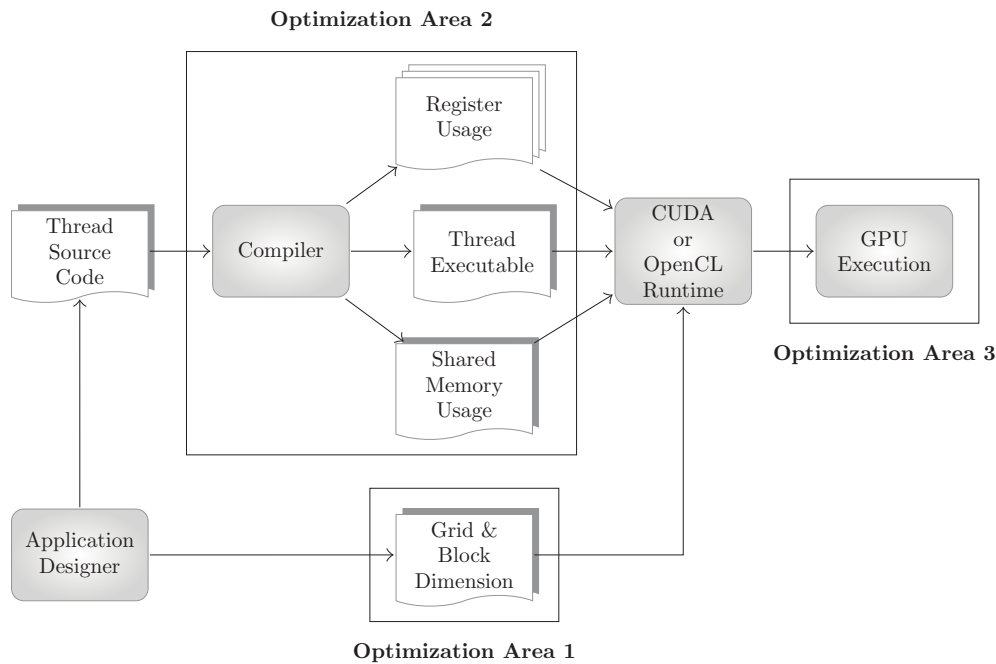 Optimization Area 2
Register
Usage
Thread
Source
Code
Compiler
Thread
Executable
CUDA
or
OpenCL
Runtime
GPU
Execution
Optimization Area 3
Shared
Memory
Usage
Application
Designer
Grid &
Block
Dimension
Optimization Area 1